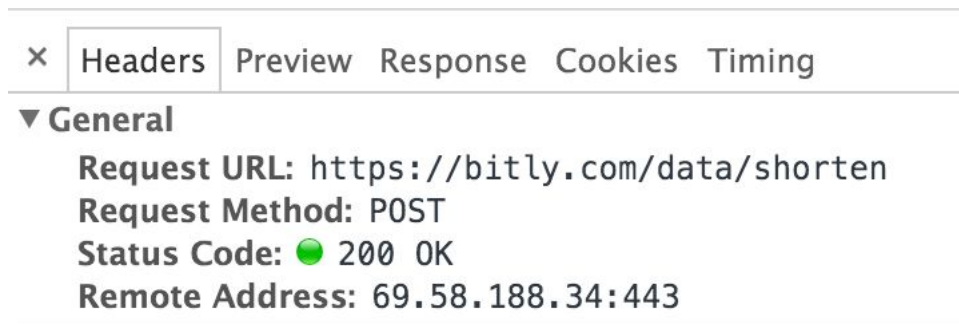 × Headers Preview Response Cookies Timing
▼ General
Request URL: https://bitly.com/data/shorten
Request Method: POST
Status Code: 200 OK
Remote Address: 69.58.188.34:443